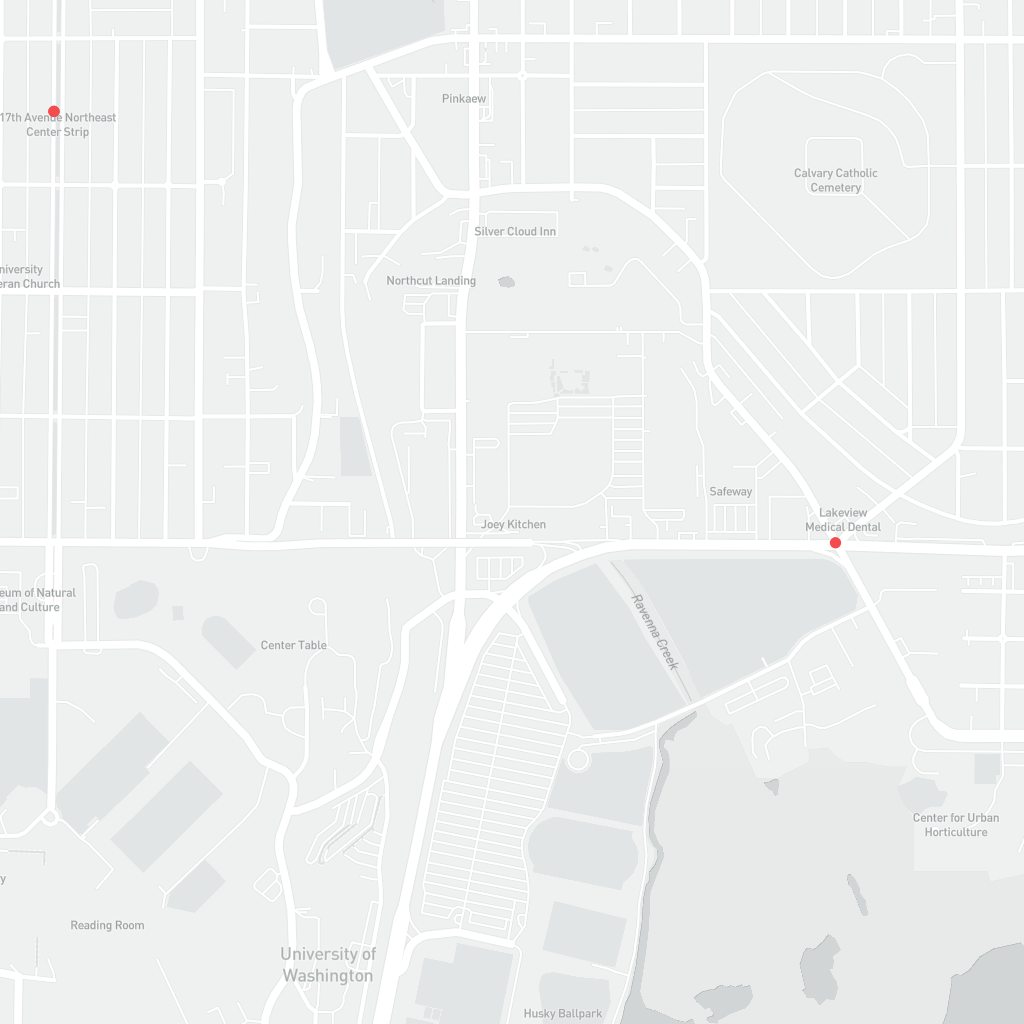 Pinkaew
17th Avenue Northeast
Center Strip
Calvary Catholic
Cemetery
Silver Cloud Inn
niversity
eran Church
Northcut Landing
Safeway
Lakeview
Medical Dental
Joey Kitchen
eum of Natural
and Culture
Ravenna Creek
Center Table
Center for Urban
Horticulture
y
Reading Room
University of
Washington
Husky Ballpark